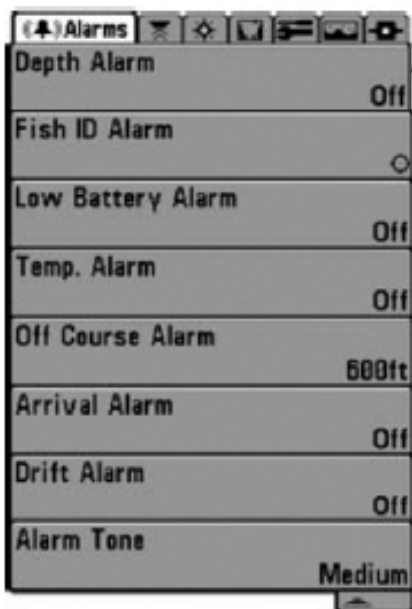 Alarms
Depth Alarm
Off
Fish ID Alarm
Low Battery Alarm
Off
Temp. Alarm
Off
Off Course Alarm
600ft
Arrival Alarm
Off
Drift Alarm
Off
Alarm Tone
Medium